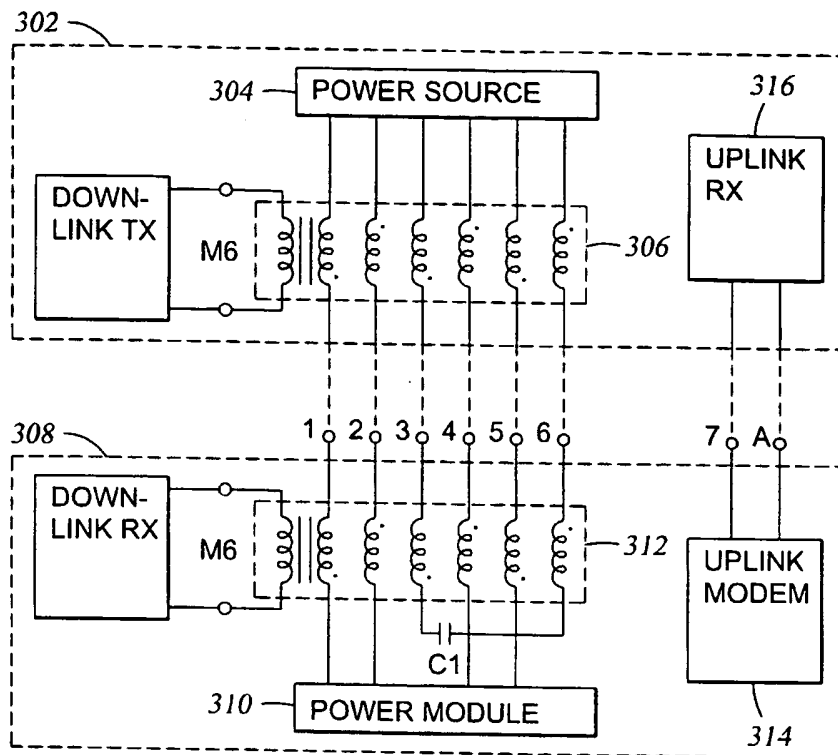 302
304
POWER SOURCE
316
DOWN-
LINK TX
UPLINK
RX
M6
306
308
1 2 3 4 5 6 7 A
DOWN-
LINK RX
M6
312
UPLINK
MODEM
C1
310
POWER MODULE
314